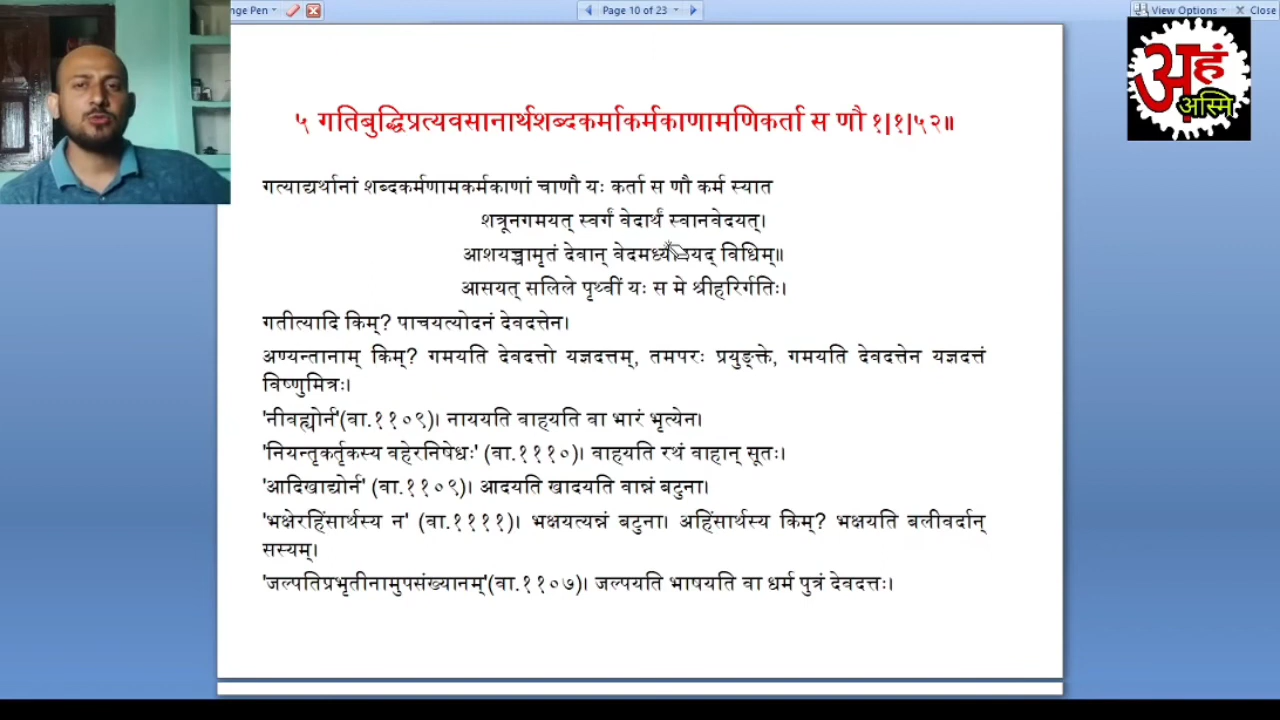 nge Pen
Page 10 of 23
View Options
Close
अहं
अस्मि
५ गतिबुद्धिप्रत्यवसानार्थशब्दकर्माकर्मकाणामणिकर्ता स णौ १|१|५२॥
गत्याद्यर्थानां शब्दकर्मणामकर्मकाणां चाणौ यः कर्ता स णौ कर्म स्यात
शत्रूनगमयत् स्वर्गं वेदार्थं स्वानवेदयत्।
आशयच्चामृतं देवान् विधिम्॥
आसयत् सलिले पृथ्वीं यः स मे श्रीहरिर्गतिः।
गतीत्यादि किम्? पाचयत्योदनं देवदत्तेन।
अण्यन्तानाम् किम्? गमयति देवदत्तो यज्ञदत्तम्, तमपरः प्रयुङ्क्ते, गमयति देवदत्तेन यज्ञदत्तं
विष्णुमित्रः।
'नीवह्योर्न'(वा.११०९)। नाययति वाहयति वा भारं भृत्येन।
'नियन्तृकर्तृकस्य वहेरनिषेधः' (वा.१११०)। वाहयति रथं वाहान् सूतः।
'आदिखाद्योर्न' (वा.११०९)। आदयति खादयति वान्नं बटुना।
'भक्षेरहिंसार्थस्य न' (वा.११११)। भक्षयत्यन्नं बटुना। अहिंसार्थस्य किम्? भक्षयति बलीवर्दान्
सस्यम्।
'जल्पतिप्रभृतीनामुपसंख्यानम्'(वा.११०७)। जल्पयति भाषयति वा धर्म पुत्रं देवदत्तः।